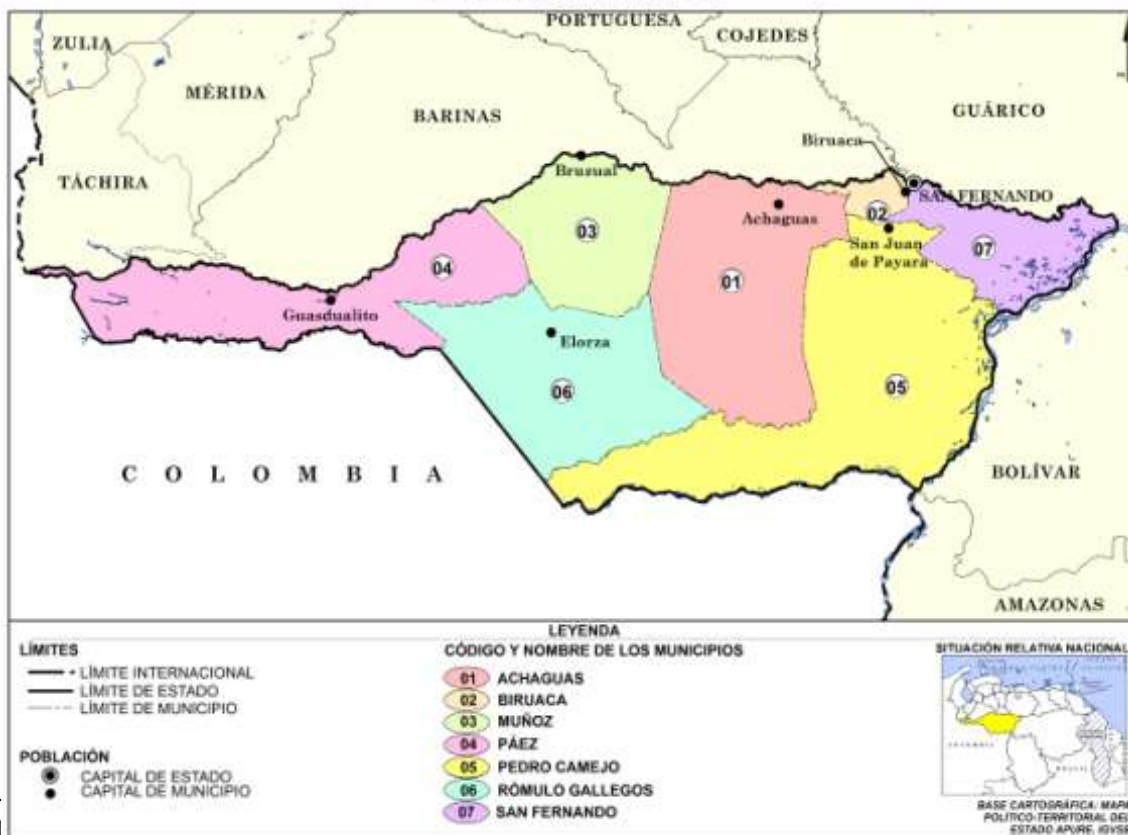 PORTUGUESA
COJEDES
ZULIA
MÉRIDA
GUÁRICO
BARINAS
Biruaca
TÁCHIRA
Bruzual
SAN FERNANDO
Achaguas
02
03
San Juan
de Payara
07
04
01
Guasdualito
Elorza
05
06
COLOMBIA
BOLÍVAR
AMAZONAS
LEYENDA
LÍMITES
LÍMITE INTERNACIONAL
LÍMITE DE ESTADO
LÍMITE DE MUNICIPIO
POBLACIÓN
CAPITAL DE ESTADO
CAPITAL DE MUNICIPIO
CÓDIGO Y NOMBRE DE LOS MUNICIPIOS
01 ACHAGUAS
02 BIRUACA
03 MUÑOZ
04 PÁEZ
05 PEDRO CAMEJO
06 RÓMULO GALLEGOS
07 SAN FERNANDO
SITUACIÓN RELATIVA NACIONAL
BASE CARTOGRÁFICA: MAPA
POLÍTICO-TERRITORIAL DEL
ESTADO APURE, IGVSB